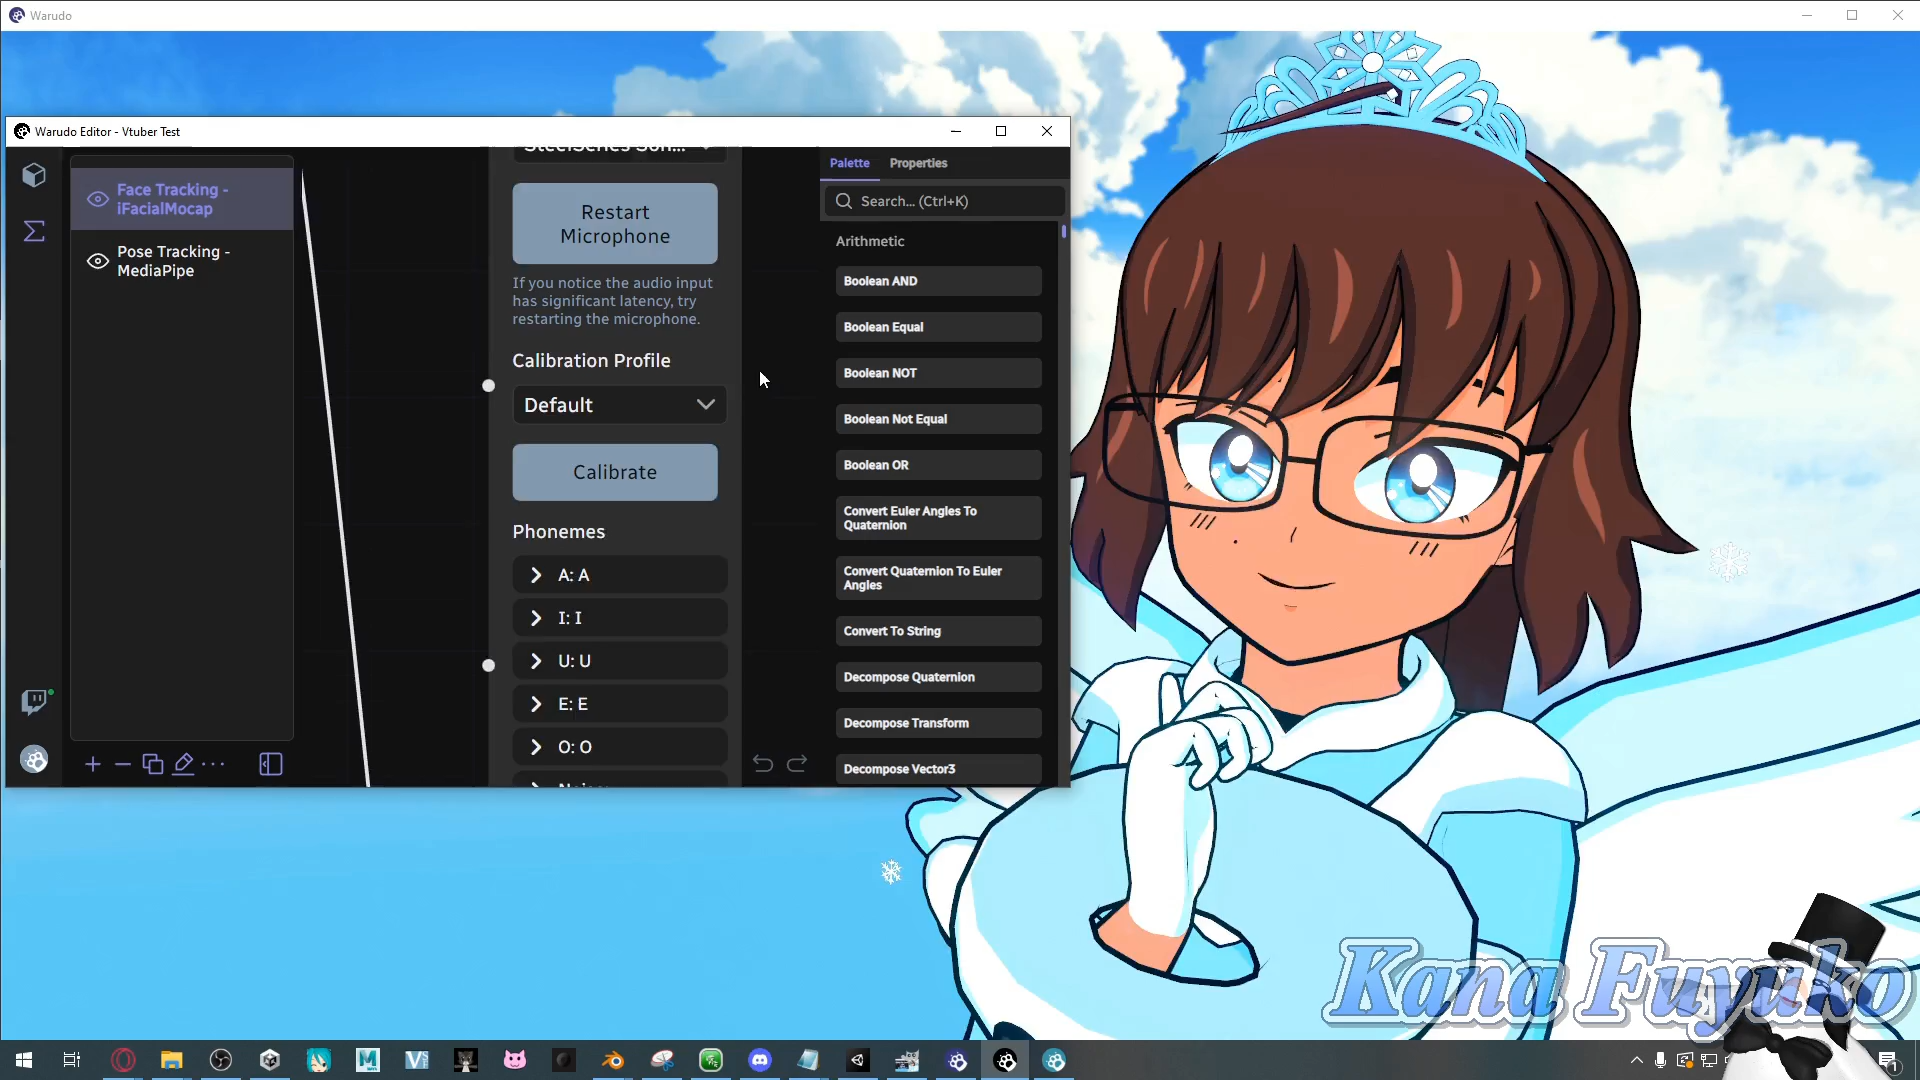 Warudo
Warudo Editor - Vtuber Test
Face Tracking -
iFacialMocap
Pose Tracking -
MediaPipe
SteelSeries Son...
Restart
Microphone
If you notice the audio input
has significant latency, try
restarting the microphone.
Calibration Profile
Default
Calibrate
Phonemes
A: A
I: I
U: U
E: E
O: O
Palette Properties
Search... (Ctrl+K)
Arithmetic
Boolean AND
Boolean Equal
Boolean NOT
Boolean Not Equal
Boolean OR
Convert Euler Angles To
Quaternion
Convert Quaternion To Euler
Angles
Convert To String
Decompose Quaternion
Decompose Transform
Decompose Vector3
Kana Fuyuko
1